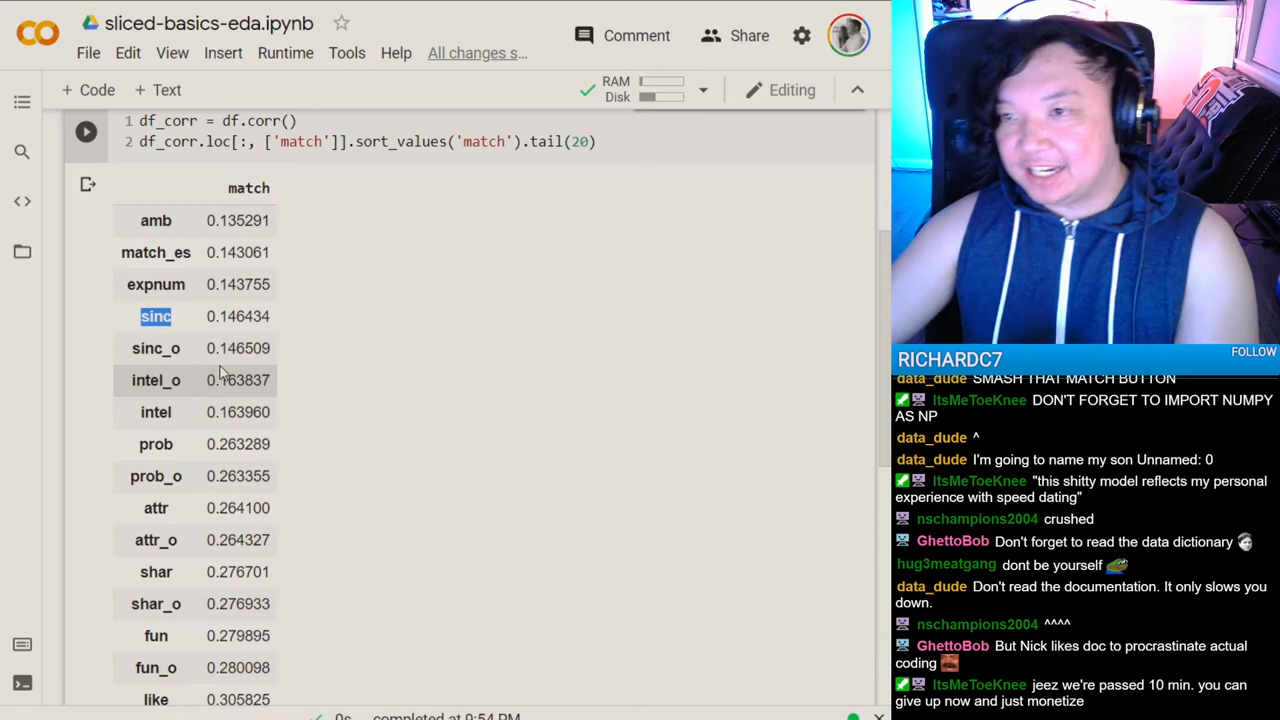 sliced-basics-eda.ipynb
File Edit View Insert Runtime Tools Help All changes s…
Comment Share
+ Code + Text
RAM
Disk
Editing
1 df_corr = df.corr()
2 df_corr.loc[:, ['match']].sort_values('match').tail(20)
match
amb 0.135291
match_es 0.143061
expnum 0.143755
sinc 0.146434
sinc_o 0.146509
intel_o 0.163837
intel 0.163960
prob 0.263289
prob_o 0.263355
attr 0.264100
attr_o 0.264327
shar 0.276701
shar_o 0.276933
fun 0.279895
fun_o 0.280098
like 0.305825
0s completed at 9:54 PM
RICHARDC7
FOLLOW
data_dude SMASH THAT MATCH BUTTON
ItsMeToeKnee DON'T FORGET TO IMPORT NUMPY
AS NP
data_dude ^
data_dude I'm going to name my son Unnamed: 0
ItsMeToeKnee "this shitty model reflects my personal
experience with speed dating"
nschampions2004 crushed
GhettoBob Don't forget to read the data dictionary
hug3meatgang dont be yourself
data_dude Don't read the documentation. It only slows you
down.
nschampions2004 ^^^^
GhettoBob But Nick likes doc to procrastinate actual
coding
ItsMeToeKnee jeez we're passed 10 min. you can
give up now and just monetize